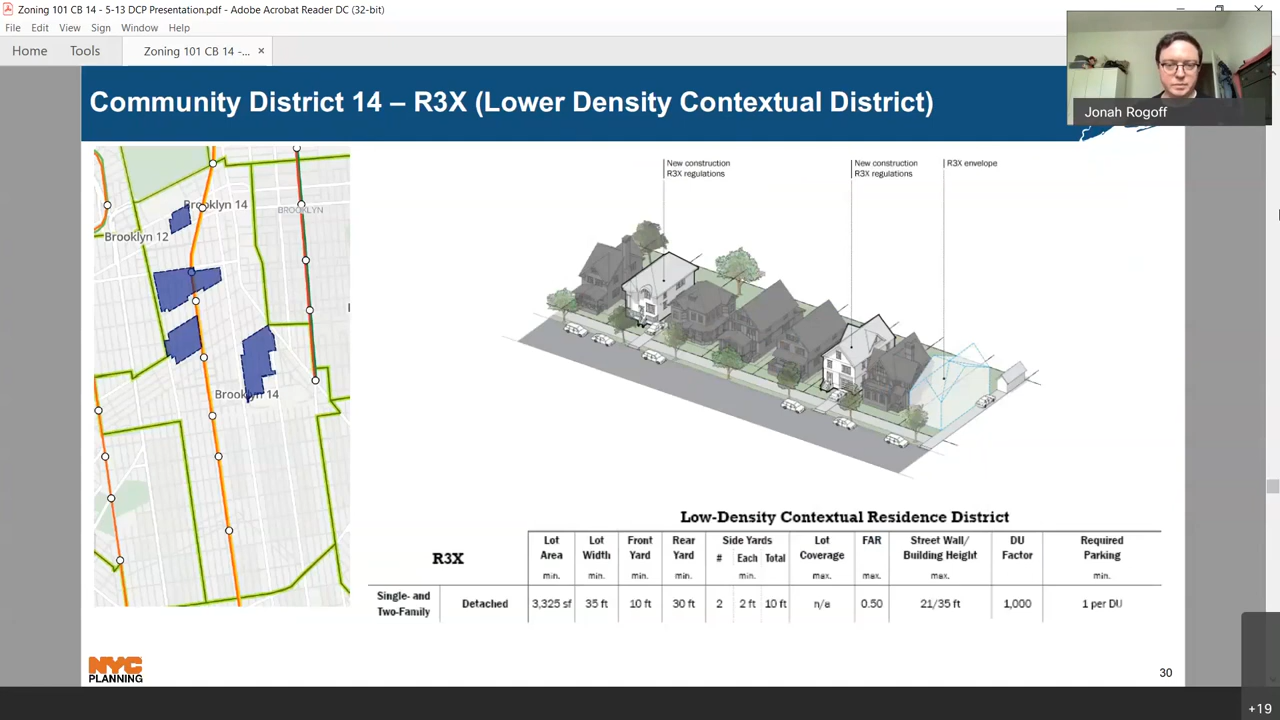 Zoning 101 CB 14 - 5-13 DCP Presentation.pdf - Adobe Acrobat Reader DC (32-bit)
File Edit View Sign Window Help
Home Tools Zoning 101 CB 14 -... ×
Jonah Rogoff
Community District 14 – R3X (Lower Density Contextual District)
Brooklyn 14
BROOKLYN
Brooklyn 12
Brooklyn 14
New construction
R3X regulations
New construction
R3X regulations
R3X envelope
Low-Density Contextual Residence District
R3X
Lot Area min. Lot Width min. Front Yard min. Rear Yard min. Side Yards # Each Total min. Lot Coverage max. FAR max. Street Wall/ Building Height max. DU Factor Required Parking min.
Single- and Two-Family Detached 3,325 sf 35 ft 10 ft 30 ft 2 2 ft 10 ft n/a 0.50 21/35 ft 1,000 1 per DU
NYC
PLANNING
30
+19